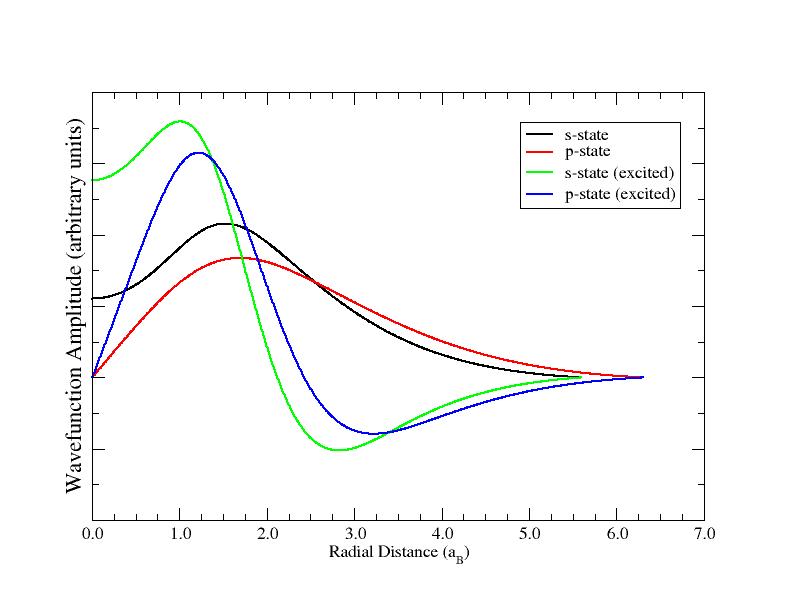 Wavefunction Amplitude (arbitrary units)
s-state
p-state
s-state (excited)
p-state (excited)
0.0 1.0 2.0 3.0 4.0 5.0 6.0 7.0
Radial Distance (a_B)